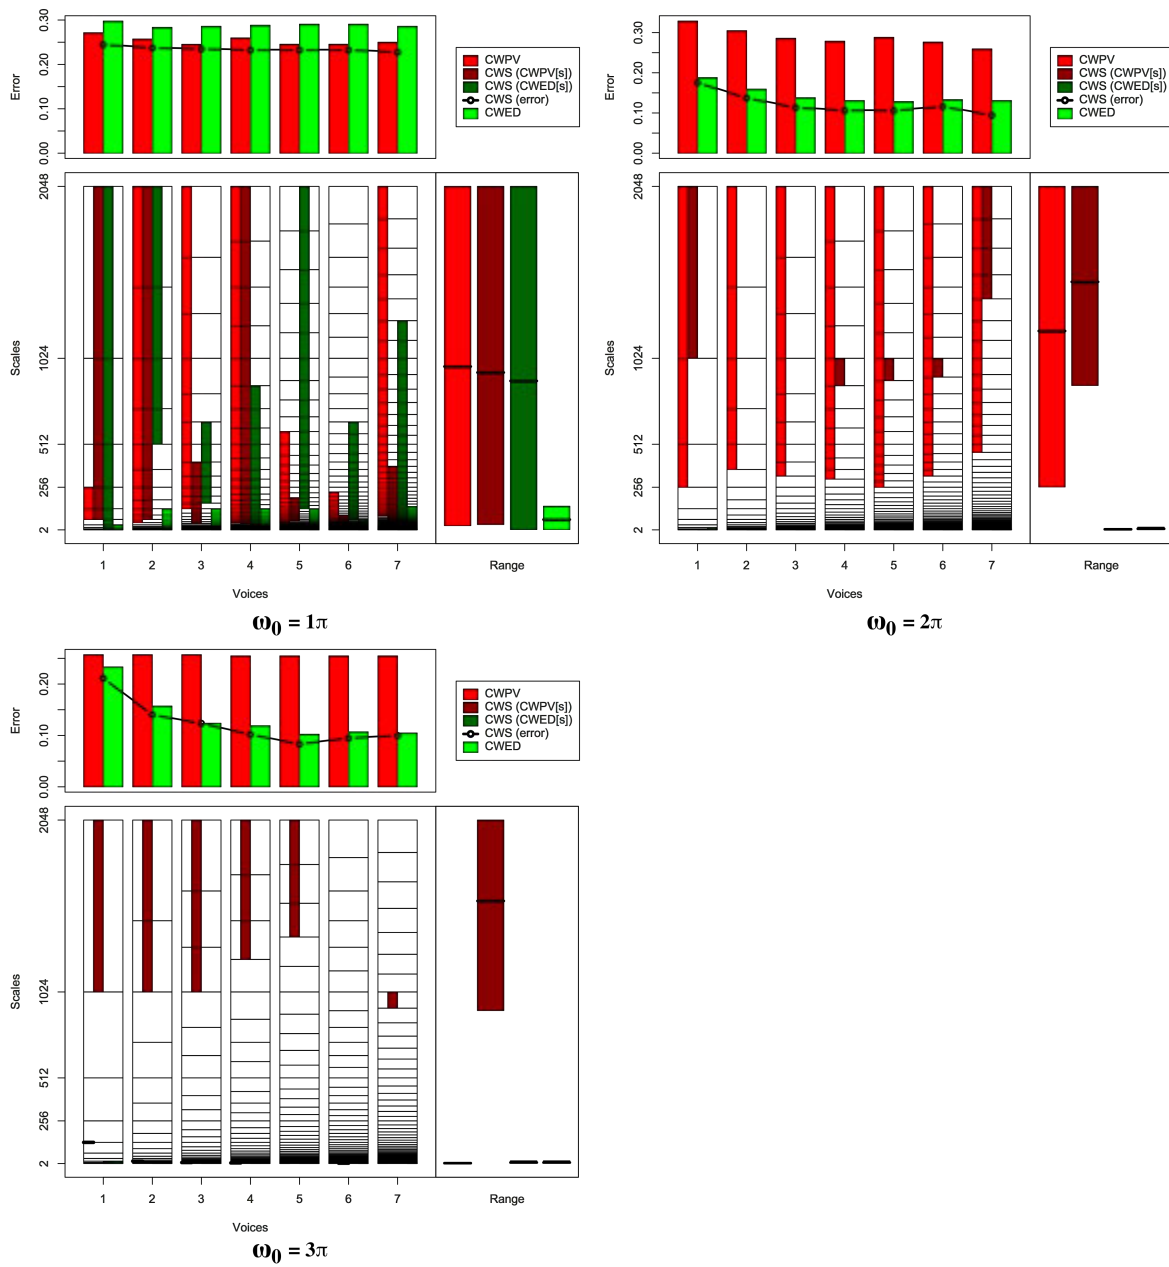 Error
0.00 0.10 0.20 0.30
CWPV
CWS (CWPV[s])
CWS (CWED[s])
CWS (error)
CWED
Scales
2048
1024
512
256
2
1 2 3 4 5 6 7
Range
Voices
ω0 = 1π
Error
0.00 0.10 0.20 0.30
CWPV
CWS (CWPV[s])
CWS (CWED[s])
CWS (error)
CWED
Scales
2048
1024
512
256
2
1 2 3 4 5 6 7
Range
Voices
ω0 = 2π
Error
0.00 0.10 0.20
CWPV
CWS (CWPV[s])
CWS (CWED[s])
CWS (error)
CWED
Scales
2048
1024
512
256
2
1 2 3 4 5 6 7
Range
Voices
ω0 = 3π